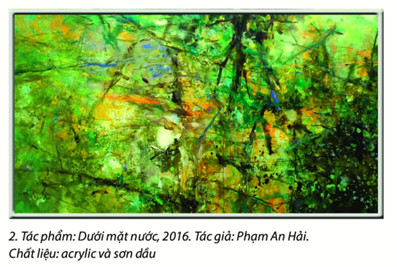 2. Tác phẩm: Dưới mặt nước, 2016. Tác giả: Phạm An Hải.
Chất liệu: acrylic và sơn dầu